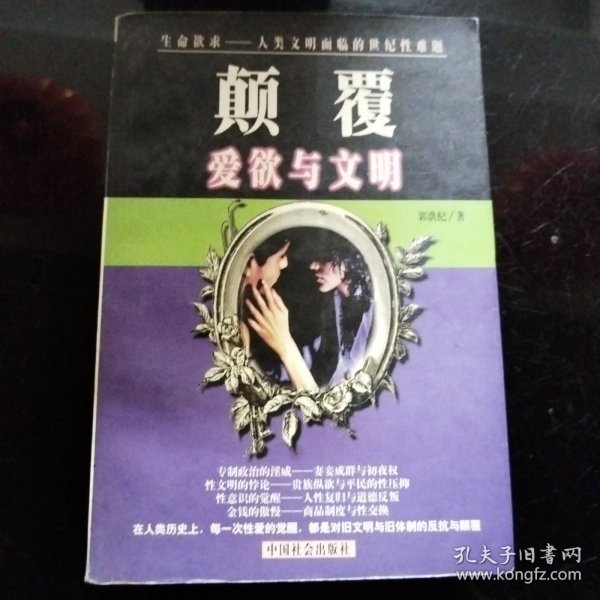 生命欲求——人类文明面临的世纪性难题
颠覆
爱欲与文明
郭洪纪/著
专制政治的淫威——妻妾成群与初夜权
性文明的悖论——贵族纵欲与平民的性压抑
性意识的觉醒——人性复归与道德反叛
金钱的傲慢——商品制度与性交换
在人类历史上，每一次性爱的觉醒，都是对旧文明与旧体制的反抗与颠覆
中国社会出版社
孔夫子旧书网
www.kongfz.com